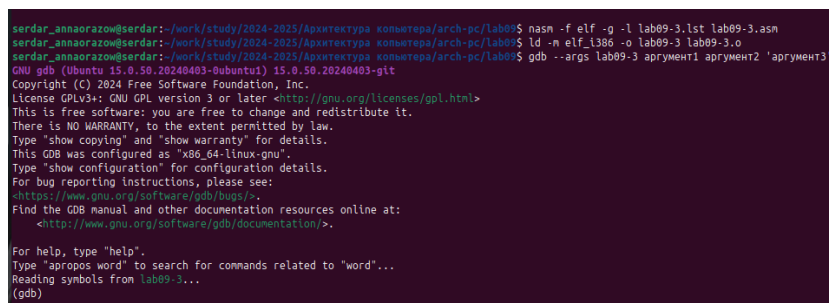 serdar_annaorazow@serdar:~/work/study/2024-2025/Архитектура компьютера/arch-pc/lab09$ nasm -f elf -g -l lab09-3.lst lab09-3.asm
serdar_annaorazow@serdar:~/work/study/2024-2025/Архитектура компьютера/arch-pc/lab09$ ld -m elf_i386 -o lab09-3 lab09-3.o
serdar_annaorazow@serdar:~/work/study/2024-2025/Архитектура компьютера/arch-pc/lab09$ gdb --args lab09-3 аргумент1 аргумент2 'аргумент3'
GNU gdb (Ubuntu 15.0.50.20240403-0ubuntu1) 15.0.50.20240403-git
Copyright (C) 2024 Free Software Foundation, Inc.
License GPLv3+: GNU GPL version 3 or later <http://gnu.org/licenses/gpl.html>
This is free software: you are free to change and redistribute it.
There is NO WARRANTY, to the extent permitted by law.
Type "show copying" and "show warranty" for details.
This GDB was configured as "x86_64-linux-gnu".
Type "show configuration" for configuration details.
For bug reporting instructions, please see:
<https://www.gnu.org/software/gdb/bugs/>.
Find the GDB manual and other documentation resources online at:
<http://www.gnu.org/software/gdb/documentation/>.
For help, type "help".
Type "apropos word" to search for commands related to "word"...
Reading symbols from lab09-3...
(gdb)